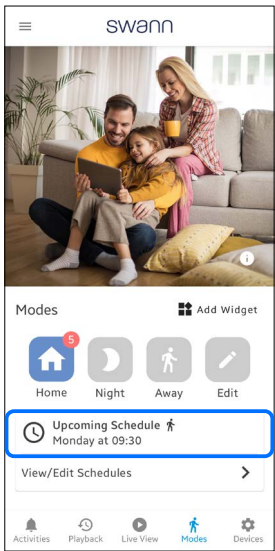 swann
Modes
Add Widget
5
Home
Night
Away
Edit
Upcoming Schedule
Monday at 09:30
View/Edit Schedules
Activities
Playback
Live View
Modes
Devices